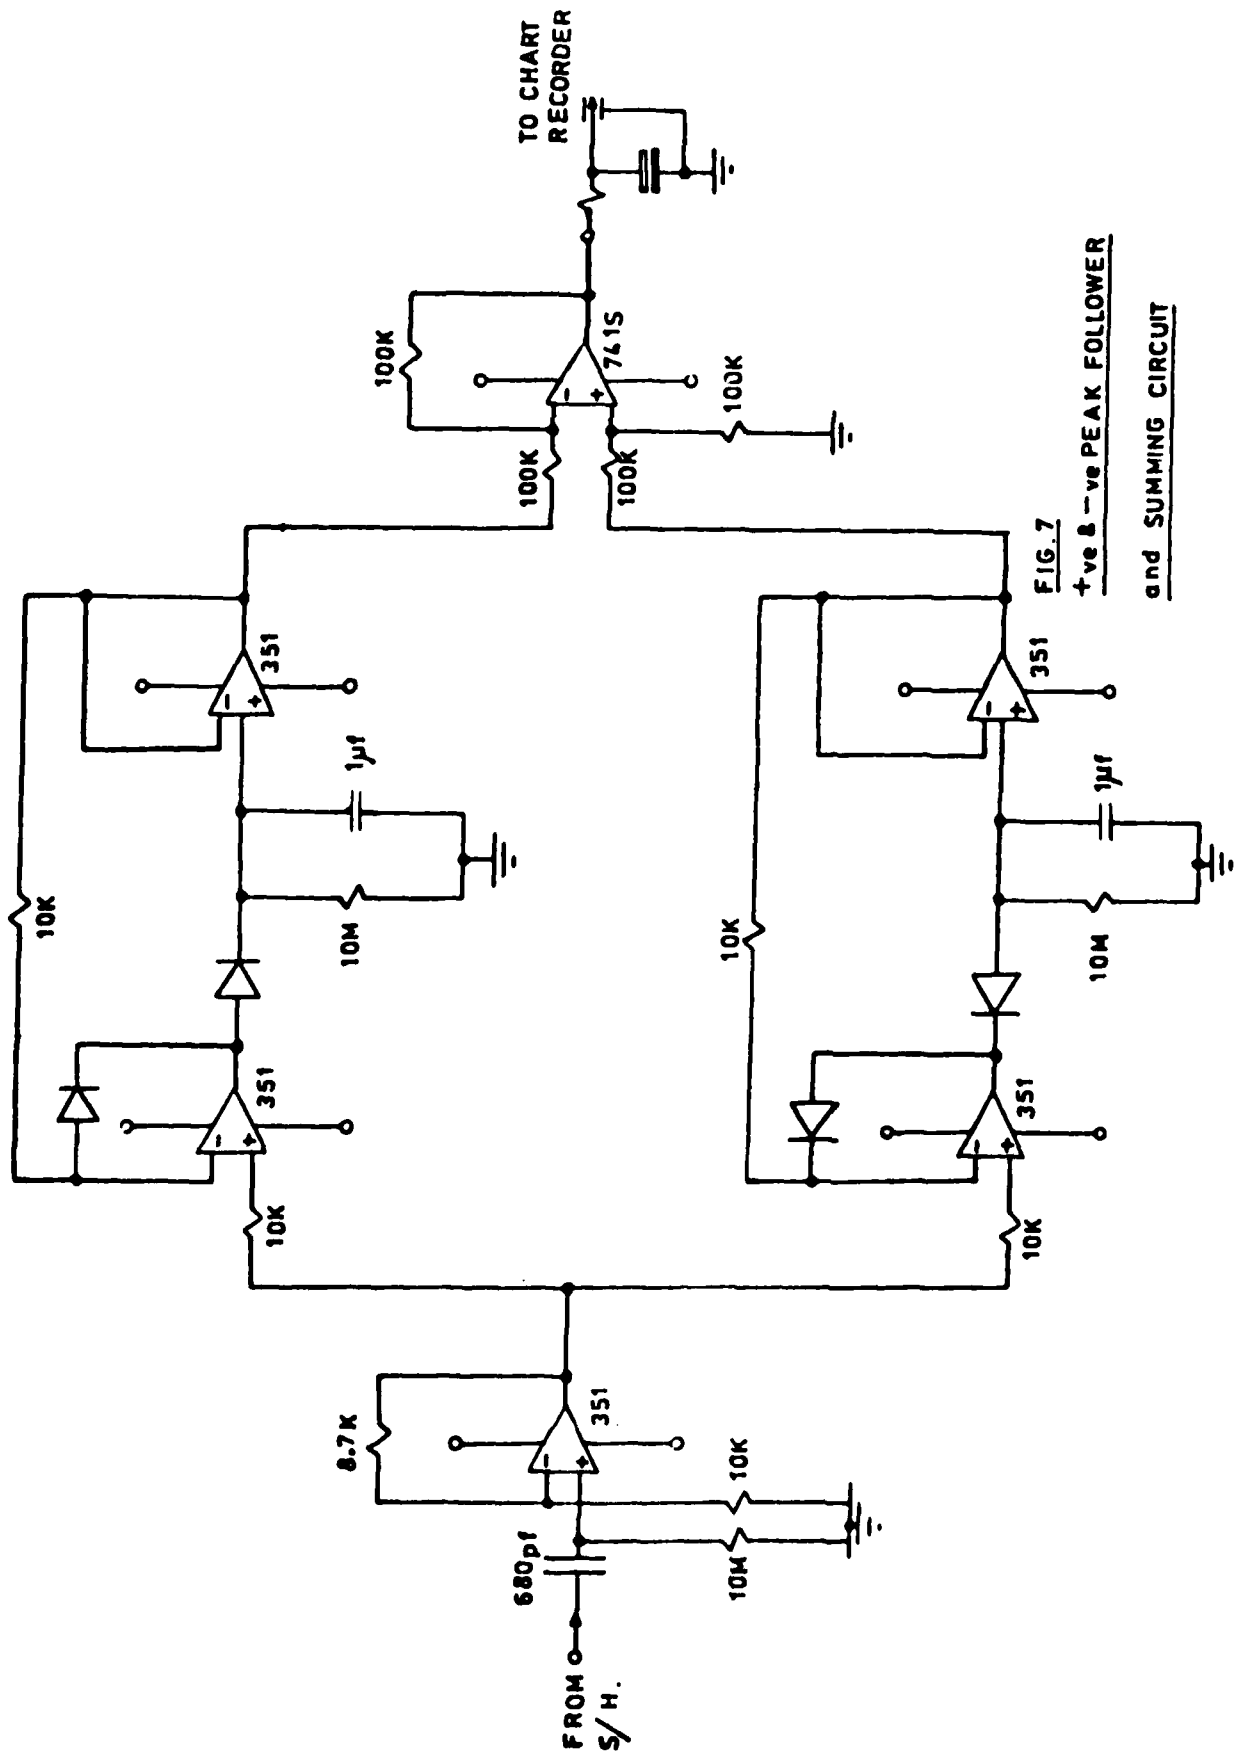 FROM
S/H.
680pf
10M
10K
8.7K
351
10K
10K
351
10K
10M
1µf
351
351
10K
10M
1µf
351
100K
100K
100K
100K
741S
TO CHART
RECORDER
FIG.7
+ve & -ve PEAK FOLLOWER
and SUMMING CIRCUIT